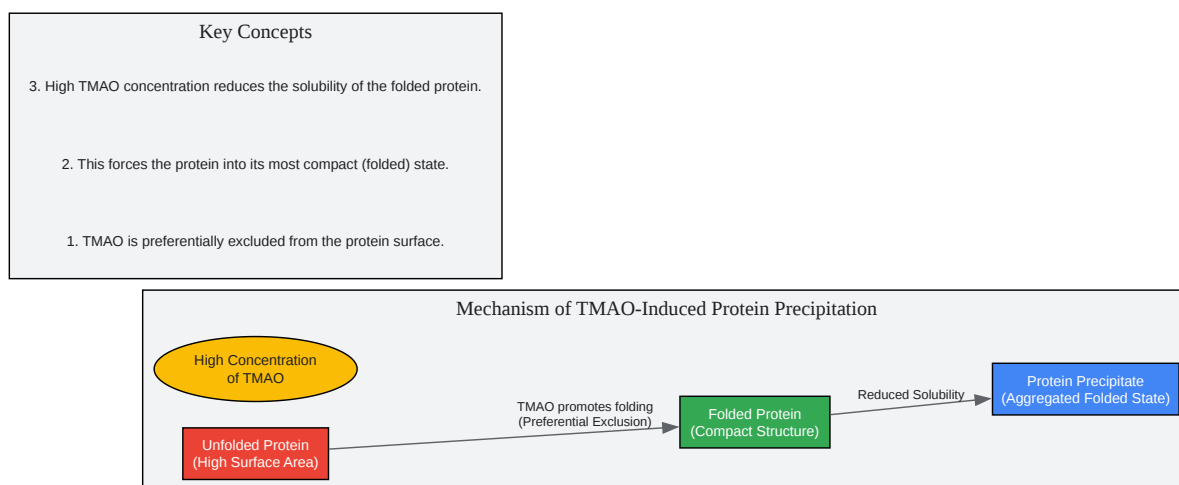 Key Concepts
3. High TMAO concentration reduces the solubility of the folded protein.
2. This forces the protein into its most compact (folded) state.
1. TMAO is preferentially excluded from the protein surface.
Mechanism of TMAO-Induced Protein Precipitation
High Concentration
of TMAO
Unfolded Protein
(High Surface Area)
TMAO promotes folding
(Preferential Exclusion)
Folded Protein
(Compact Structure)
Reduced Solubility
Protein Precipitate
(Aggregated Folded State)